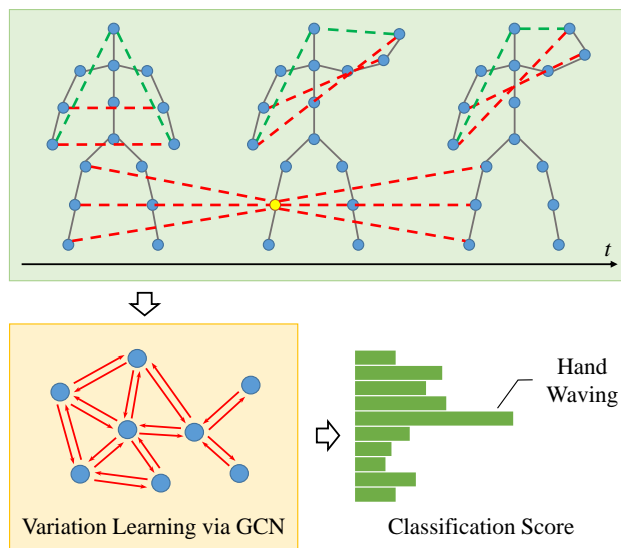 t
Hand
Waving
Variation Learning via GCN
Classification Score